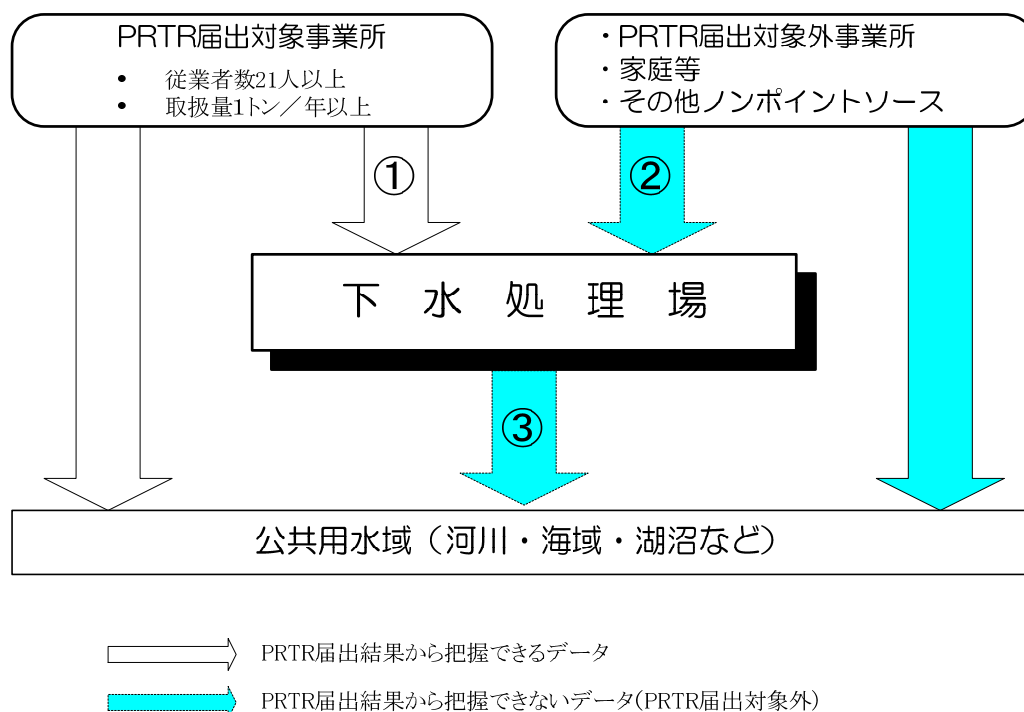 PRTR届出対象事業所
• 従業者数21人以上
• 取扱量1トン／年以上
・PRTR届出対象外事業所
・家庭等
・その他ノンポイントソース
①
②
下水処理場
③
公共用水域（河川・海域・湖沼など）
PRTR届出結果から把握できるデータ
PRTR届出結果から把握できないデータ(PRTR届出対象外)